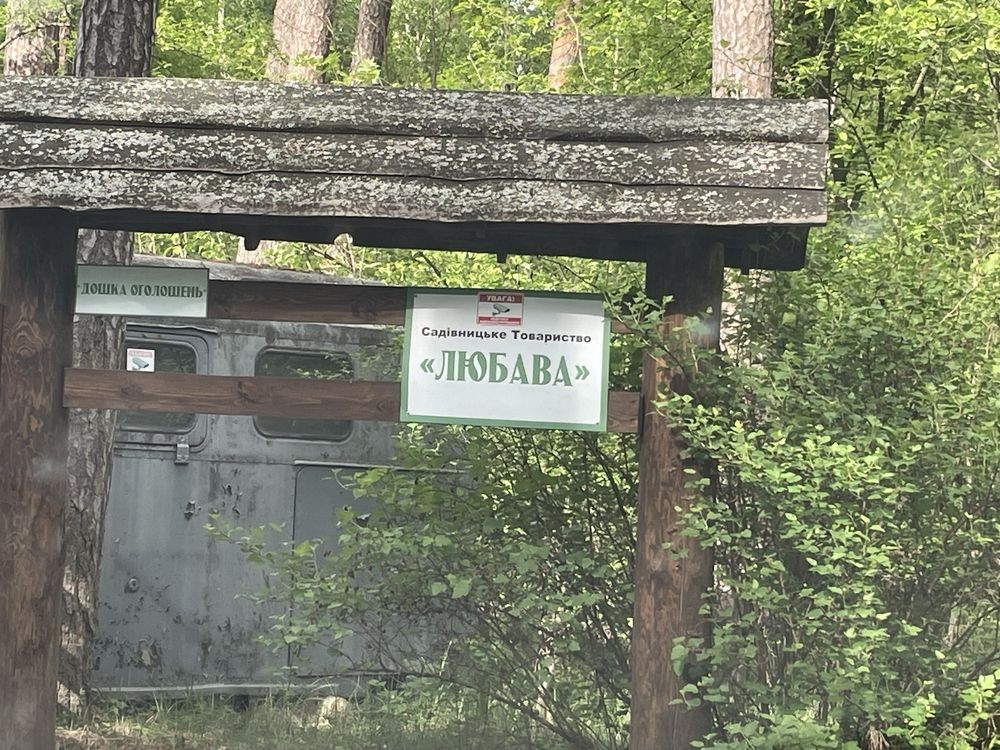 ДОШКА ОГОЛОШЕНЬ
УВАГА!
Садівницьке Товариство
«ЛЮБАВА»